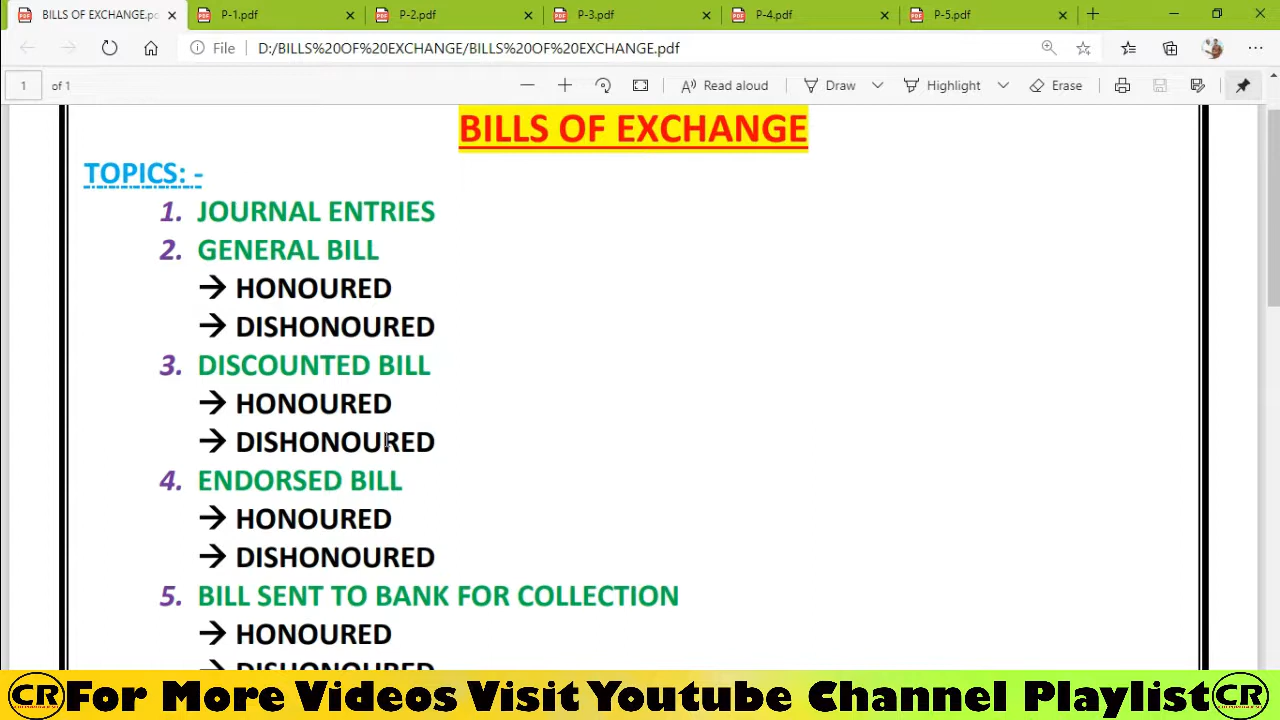 BILLS OF EXCHANGE.pc
P-1.pdf
P-2.pdf
P-3.pdf
P-4.pdf
P-5.pdf
File
D:/BILLS%20OF%20EXCHANGE/BILLS%20OF%20EXCHANGE.pdf
1 of 1
Read aloud
Draw
Highlight
Erase
BILLS OF EXCHANGE
TOPICS: -
1. JOURNAL ENTRIES
2. GENERAL BILL
→ HONOURED
→ DISHONOURED
3. DISCOUNTED BILL
→ HONOURED
→ DISHONOURED
4. ENDORSED BILL
→ HONOURED
→ DISHONOURED
5. BILL SENT TO BANK FOR COLLECTION
→ HONOURED
→ DISHONOURED
CR For More Videos Visit Youtube Channel Playlist CR